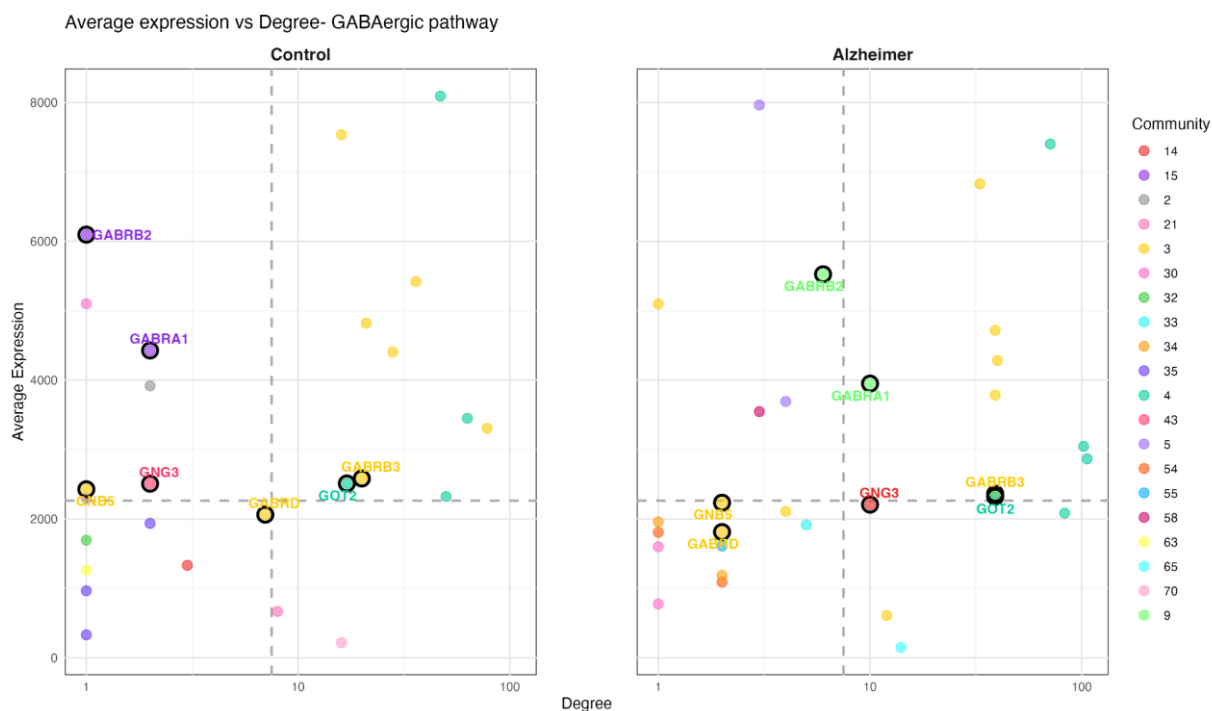 Average expression vs Degree- GABAergic pathway
Control
Alzheimer
Average Expression
8000
6000
4000
2000
0
GABRB2
GABRA1
GNG3
GNB5
GABRD
GABRB3
GOT2
1
10
100
GABRB2
GABRA1
GNG3
GNB5
GABRD
GABRB3
GOT2
1
10
100
Degree
Community
14
15
2
21
3
30
32
33
34
35
4
43
5
54
55
58
63
65
70
9